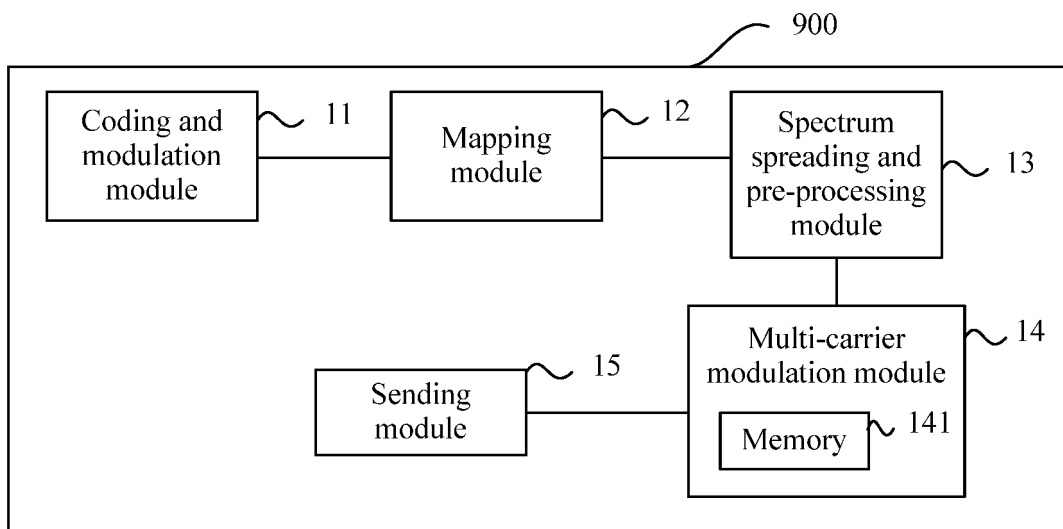 900
Coding and
modulation
module
11
Mapping
module
12
Spectrum
spreading and
pre-processing
module
13
Multi-carrier
modulation module
14
Memory
141
Sending
module
15